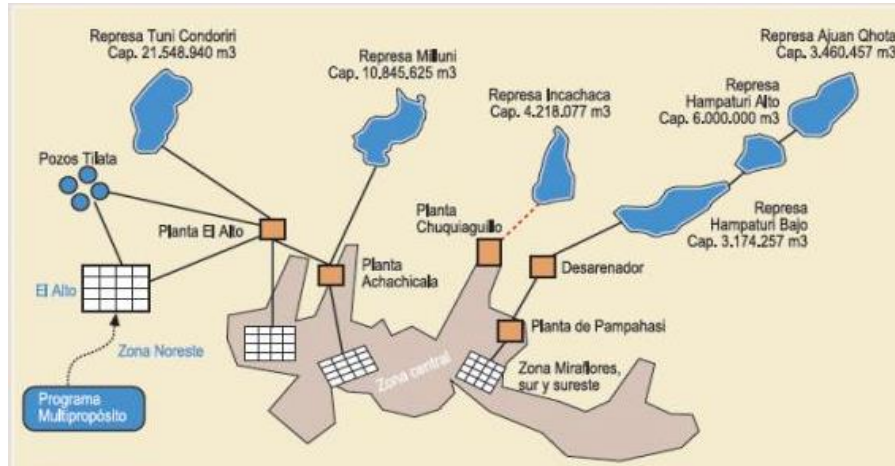 Represa Tuni Condoriri
Cap. 21.548.940 m3
Represa Milluni
Cap. 10.845.625 m3
Represa Incachaca
Cap. 4.218.077 m3
Represa Ajuan Qhota
Cap. 3.460.457 m3
Represa
Hampaturi Alto
Cap. 6.000.000 m3
Pozos Tilata
Planta El Alto
Planta
Chuquiaguillo
Represa
Hampaturi Bajo
Cap. 3.174.257 m3
Planta
Achachicala
Desarenador
El Alto
Planta de Pampahasi
Zona Noreste
Zona central
Zona Miraflores,
sur y sureste
Programa
Multipropósito